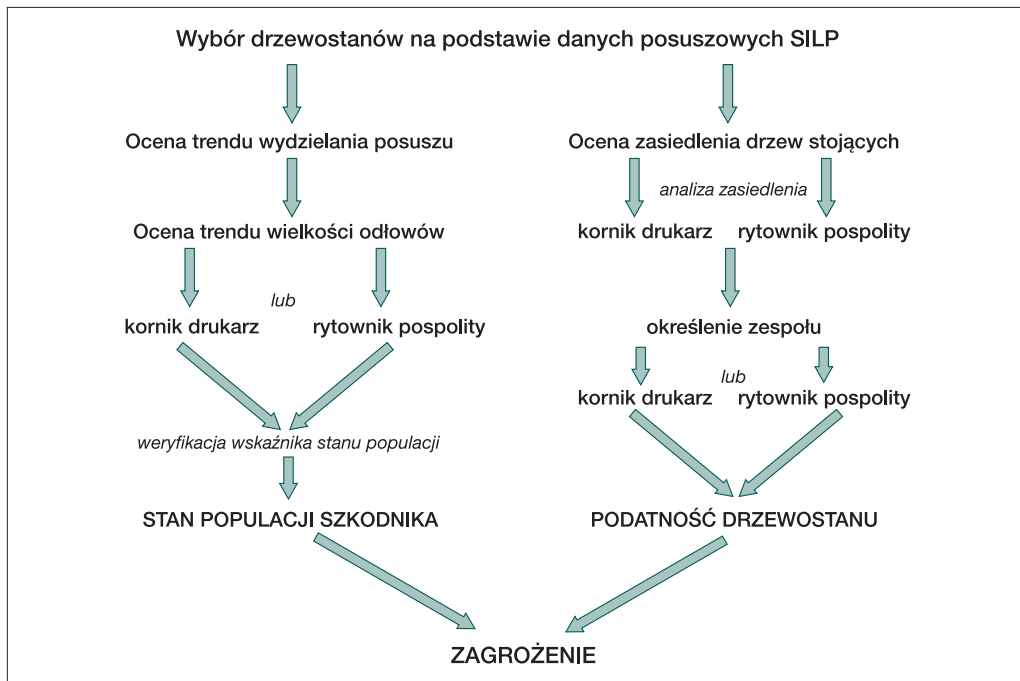 Wybór drzewostanów na podstawie danych posuszowych SILP
Ocena trendu wydzielania posuszu
Ocena zasiedlenia drzew stojących
analiza zasiedlenia
Ocena trendu wielkości odłowów
kornik drukarz
rytownik pospolity
lub
kornik drukarz
rytownik pospolity
określenie zespołu
lub
kornik drukarz
rytownik pospolity
weryfikacja wskaźnika stanu populacji
STAN POPULACJI SZKODNIKA
PODATNOŚĆ DRZEWOSTANU
ZAGROŻENIE